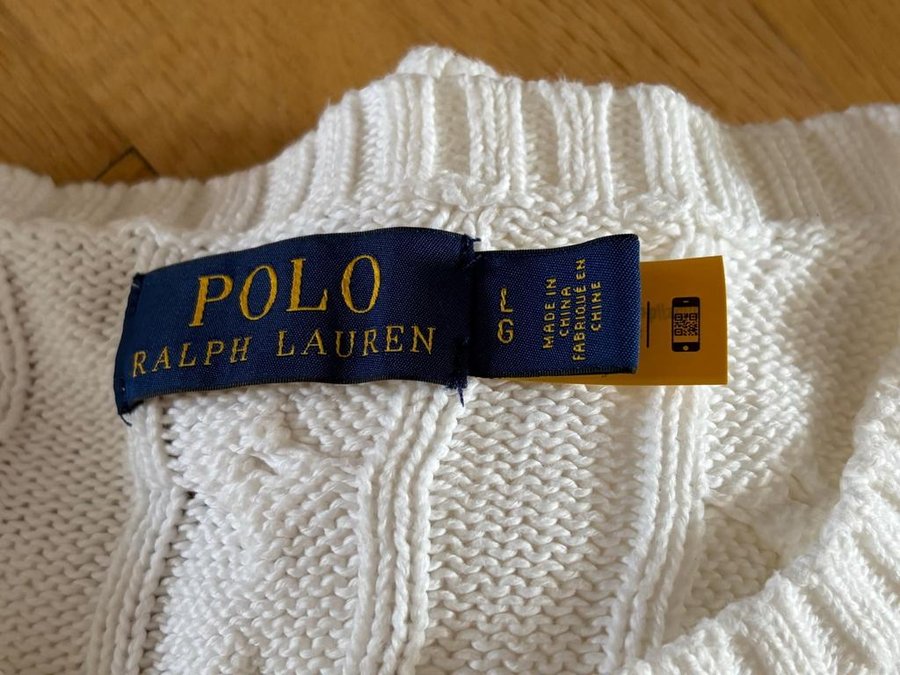 POLO
RALPH LAUREN
L
G
MADE IN
CHINA
FABRIQUÉ EN
CHINE